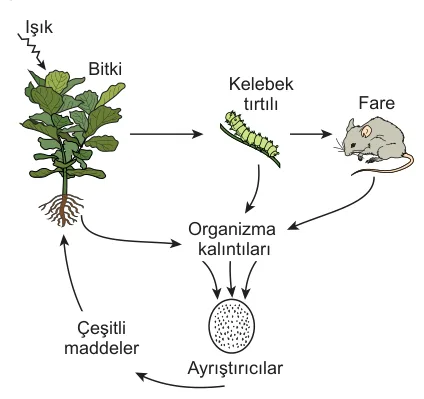 Işık
Bitki
Kelebek
tırtılı
Fare
Organizma
kalıntıları
Çeşitli
maddeler
Ayrıştırıcılar